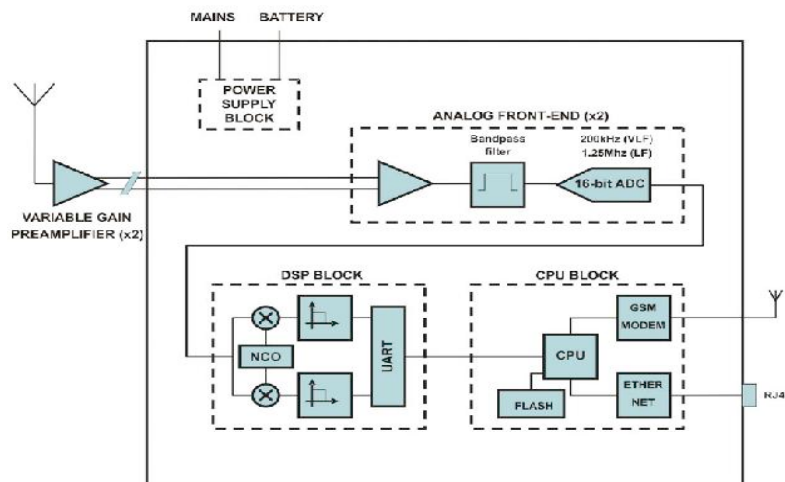 MAINS
BATTERY
POWER
SUPPLY
BLOCK
ANALOG FRONT-END (x2)
Bandpass
filter
200kHz (VLF)
1.25Mhz (LF)
16-bit ADC
VARIABLE GAIN
PREAMPLIFIER (x2)
DSP BLOCK
CPU BLOCK
NCO
UART
GSM
MODEM
CPU
FLASH
ETHER
NET
RJ4